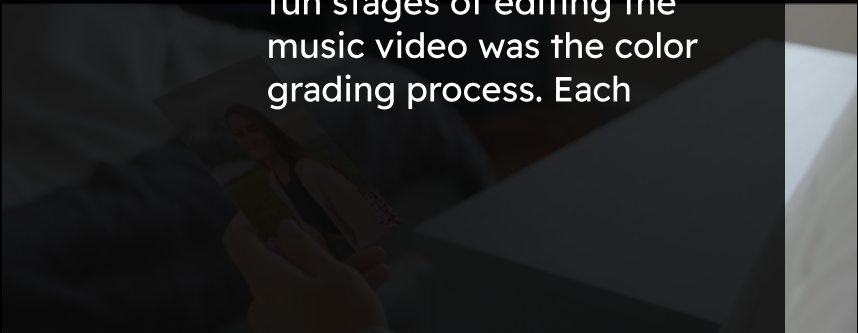 fun stages of editing the
music video was the color
grading process. Each